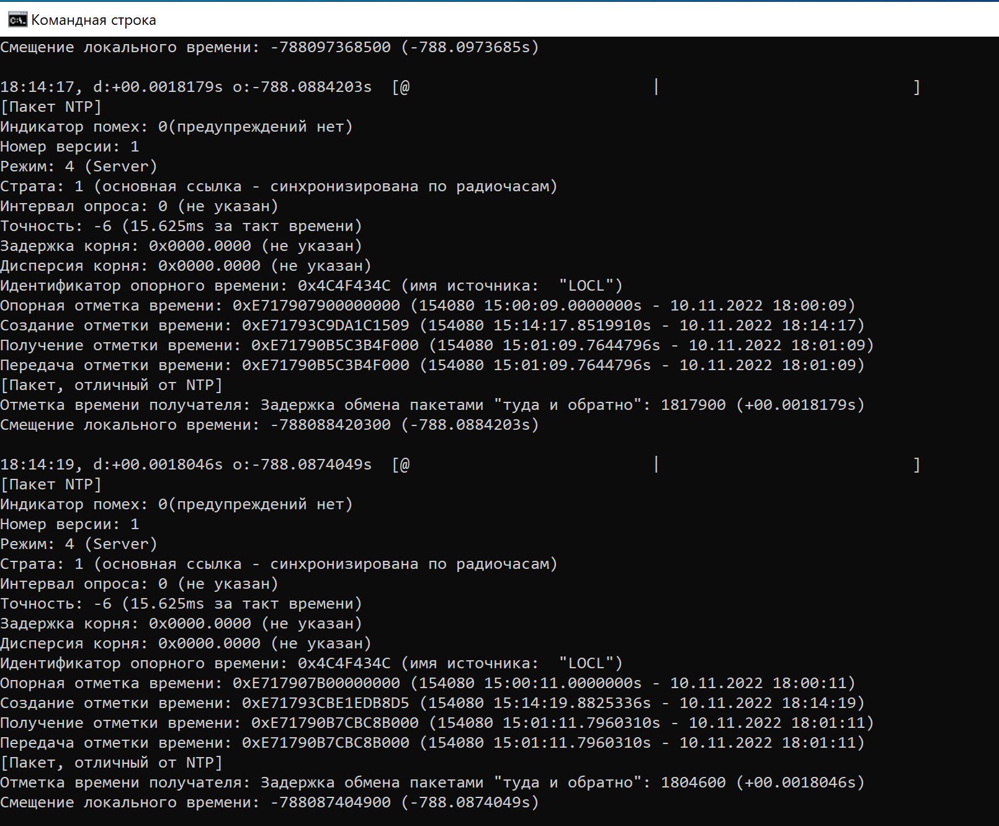 Командная строка
Смещение локального времени: -788097368500 (-788.0973685s)
18:14:17, d:+00.0018179s o:-788.0884203s  [@                          |                           ]
[Пакет NTP]
Индикатор помех: 0(предупреждений нет)
Номер версии: 1
Режим: 4 (Server)
Страта: 1 (основная ссылка - синхронизирована по радиочасам)
Интервал опроса: 0 (не указан)
Точность: -6 (15.625ms за такт времени)
Задержка корня: 0x0000.0000 (не указан)
Дисперсия корня: 0x0000.0000 (не указан)
Идентификатор опорного времени: 0x4C4F434C (имя источника:  "LOCL")
Опорная отметка времени: 0xE717907900000000 (154080 15:00:09.0000000s - 10.11.2022 18:00:09)
Создание отметки времени: 0xE71793C9DA1C1509 (154080 15:14:17.8519910s - 10.11.2022 18:14:17)
Получение отметки времени: 0xE71790B5C3B4F000 (154080 15:01:09.7644796s - 10.11.2022 18:01:09)
Передача отметки времени: 0xE71790B5C3B4F000 (154080 15:01:09.7644796s - 10.11.2022 18:01:09)
[Пакет, отличный от NTP]
Отметка времени получателя: Задержка обмена пакетами "туда и обратно": 1817900 (+00.0018179s)
Смещение локального времени: -788088420300 (-788.0884203s)
18:14:19, d:+00.0018046s o:-788.0874049s  [@                          |                           ]
[Пакет NTP]
Индикатор помех: 0(предупреждений нет)
Номер версии: 1
Режим: 4 (Server)
Страта: 1 (основная ссылка - синхронизирована по радиочасам)
Интервал опроса: 0 (не указан)
Точность: -6 (15.625ms за такт времени)
Задержка корня: 0x0000.0000 (не указан)
Дисперсия корня: 0x0000.0000 (не указан)
Идентификатор опорного времени: 0x4C4F434C (имя источника:  "LOCL")
Опорная отметка времени: 0xE717907B00000000 (154080 15:00:11.0000000s - 10.11.2022 18:00:11)
Создание отметки времени: 0xE71793CBE1EDB8D5 (154080 15:14:19.8825336s - 10.11.2022 18:14:19)
Получение отметки времени: 0xE71790B7CBC8B000 (154080 15:01:11.7960310s - 10.11.2022 18:01:11)
Передача отметки времени: 0xE71790B7CBC8B000 (154080 15:01:11.7960310s - 10.11.2022 18:01:11)
[Пакет, отличный от NTP]
Отметка времени получателя: Задержка обмена пакетами "туда и обратно": 1804600 (+00.0018046s)
Смещение локального времени: -788087404900 (-788.0874049s)